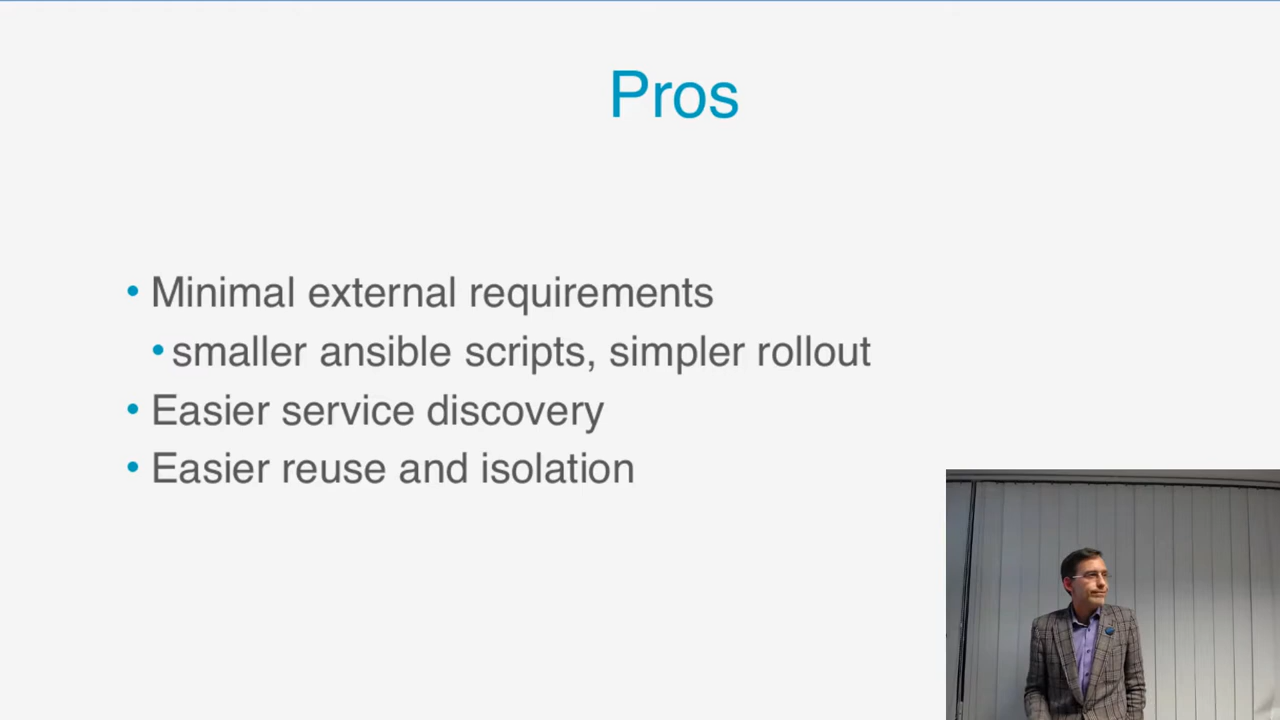 Pros
• Minimal external requirements
• smaller ansible scripts, simpler rollout
• Easier service discovery
• Easier reuse and isolation